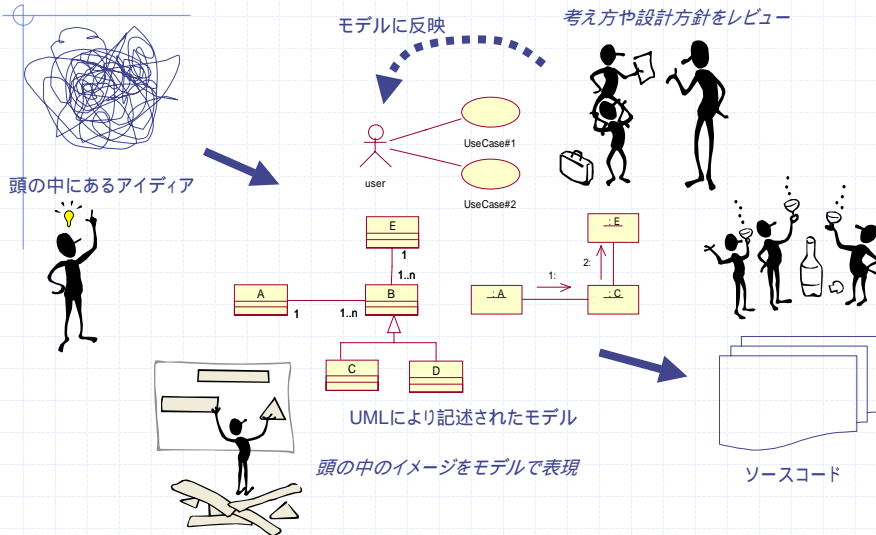 考え方や設計方針をレビュー
モデルに反映
UseCase#1
頭の中にあるアイディア
user
UseCase#2
E
1
1..n
: E
2:
1:
A
1
1..n
B
: A
: C
C
D
UMLにより記述されたモデル
頭の中のイメージをモデルで表現
ソースコード